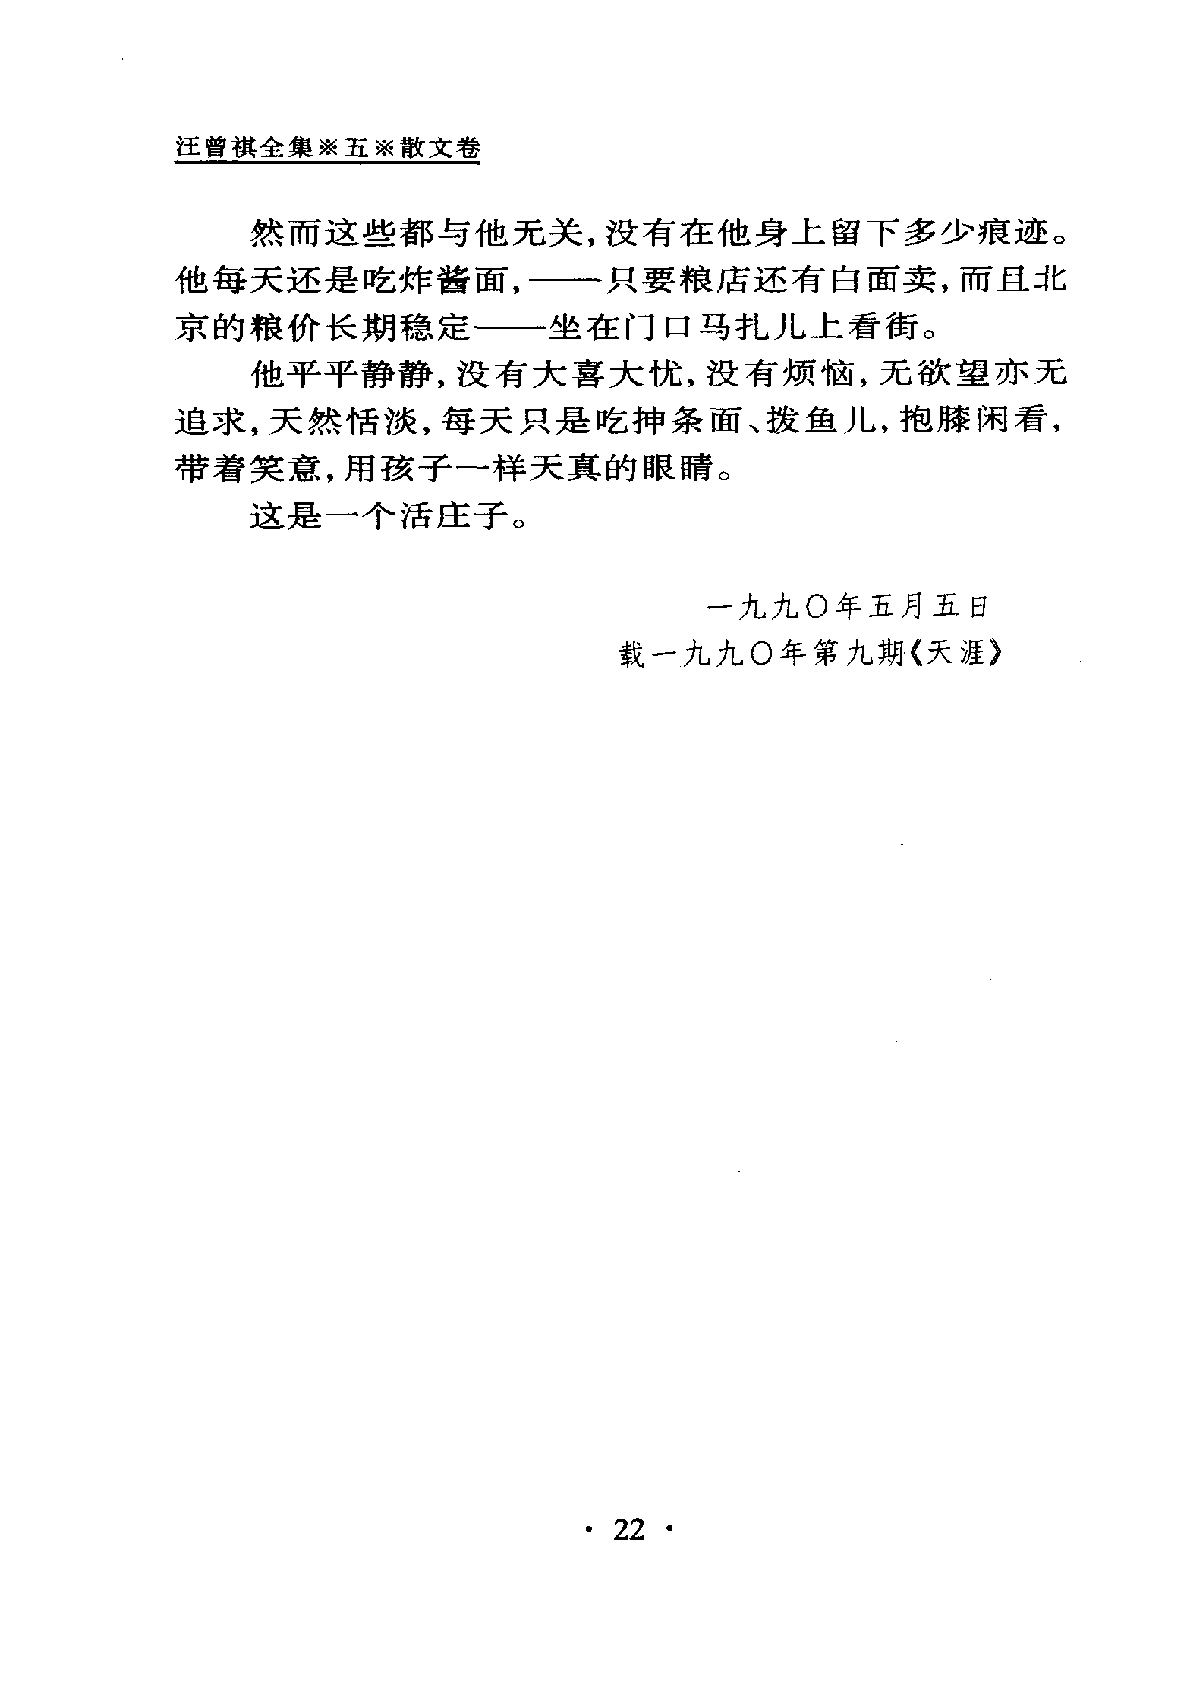 汪曾祺全集※五※散文卷
然而这些都与他无关,没有在他身上留下多少痕迹。
他每天还是吃炸酱面,——只要粮店还有白面卖,而且北
京的粮价长期稳定——坐在门口马扎儿上看街。
他平平静静,没有大喜大忧,没有烦恼,无欲望亦无
追求,天然恬淡,每天只是吃抻条面、拨鱼儿,抱膝闲看,
带着笑意,用孩子一样天真的眼睛。
这是一个活庄子。
一九九〇年五月五日
载一九九〇年第九期《天涯》
· 22 ·